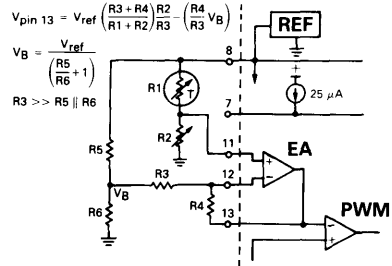 V pin 13 = Vref (R3+R4 / R1+R2) R2/R3 − (R4/R3 VB)
VB = Vref / (R5/R6 +1)
R3 >> R5 || R6
8
REF
R1
T
+
25 μA
7
R2
11
EA
+
R5
12
−
R3
VB
R4
13
PWM
−
R6
+